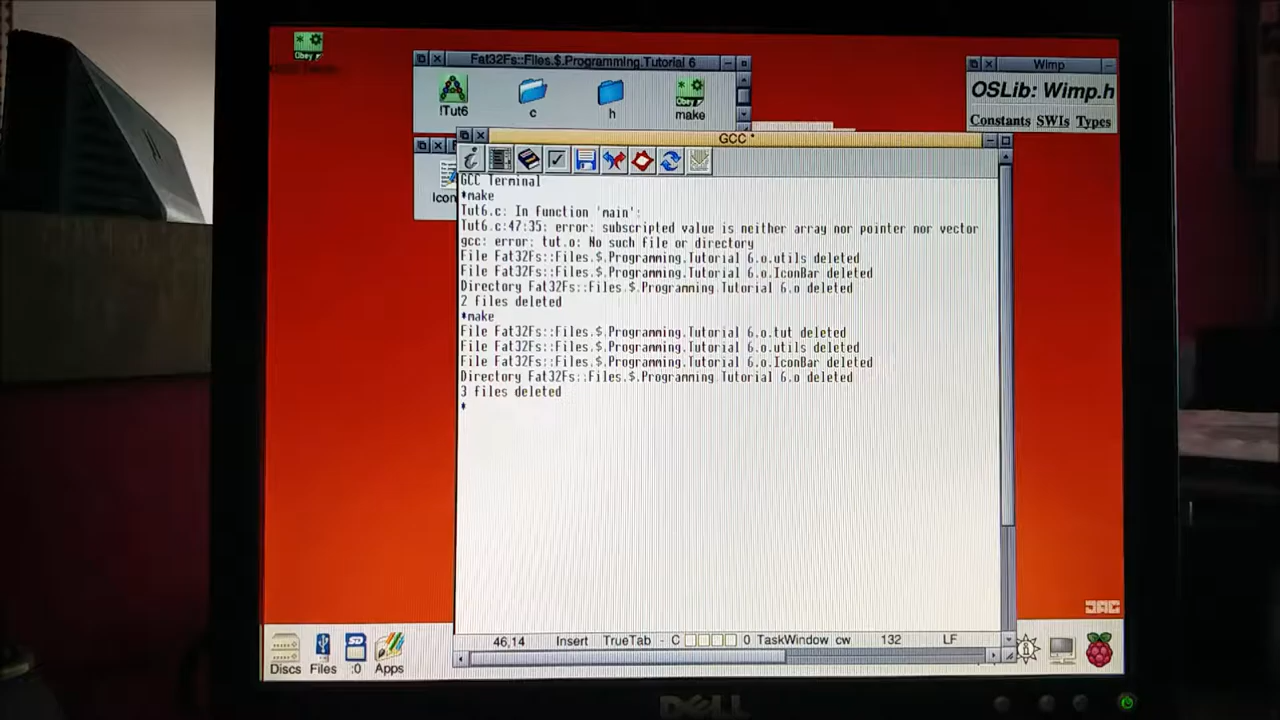 Obey
Fat32Fs::Files.$.Programming.Tutorial 6
!Tut6
c
h
Obey
make
Wimp
OSLib: Wimp.h
Constants SWIs Types
GCC *
GCC Terminal
*make
Tut6.c: In function 'main':
Tut6.c:47:35: error: subscripted value is neither array nor pointer nor vector
gcc: error: tut.o: No such file or directory
File Fat32Fs::Files.$.Programming.Tutorial 6.o.utils deleted
File Fat32Fs::Files.$.Programming.Tutorial 6.o.IconBar deleted
Directory Fat32Fs::Files.$.Programming.Tutorial 6.o deleted
2 files deleted
*make
File Fat32Fs::Files.$.Programming.Tutorial 6.o.tut deleted
File Fat32Fs::Files.$.Programming.Tutorial 6.o.utils deleted
File Fat32Fs::Files.$.Programming.Tutorial 6.o.IconBar deleted
Directory Fat32Fs::Files.$.Programming.Tutorial 6.o deleted
3 files deleted
*
46,14 Insert TrueTab - C 0 TaskWindow cw 132 LF
Discs Files :0 Apps
SD
DELL